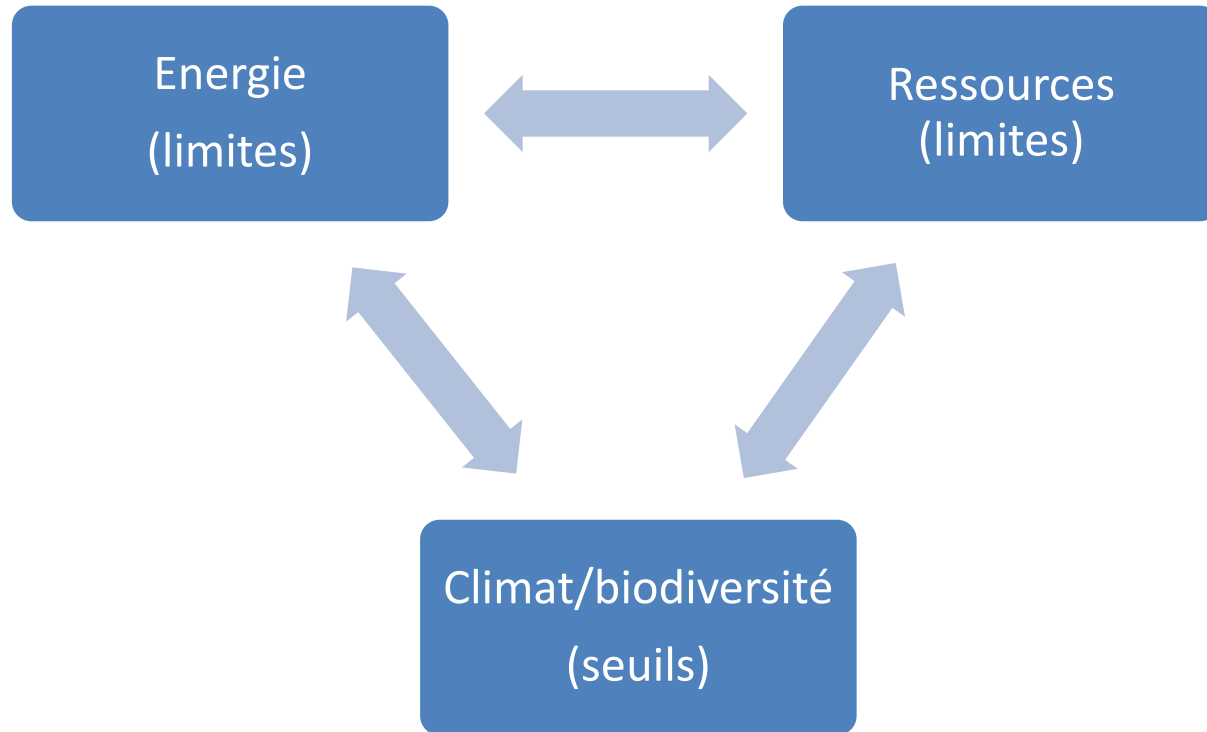 Energie
(limites)
Ressources
(limites)
Climat/biodiversité
(seuils)